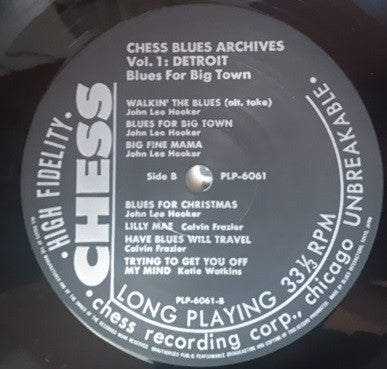 CHESS BLUES ARCHIVES
Vol. 1: DETROIT
Blues For Big Town
WALKIN' THE BLUES (alt. take)
John Lee Hooker
BLUES FOR BIG TOWN
John Lee Hooker
BIG FINE MAMA
John Lee Hooker
Side B PLP-6061
BLUES FOR CHRISTMAS
John Lee Hooker
LILLY MAE Calvin Frazier
HAVE BLUES WILL TRAVEL
Calvin Frazier
TRYING TO GET YOU OFF
MY MIND Katie Watkins
PLP-6061-B
HIGH FIDELITY
CHESS
LONG PLAYING 33⅓ RPM
chess recording corp., chicago UNBREAKABLE